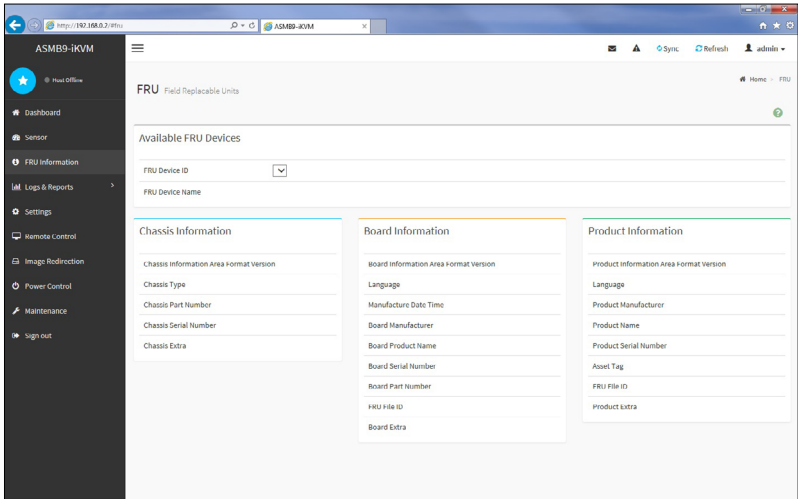 http://192.168.0.2/#fru
ASMB9-iKVM
ASMB9-iKVM
Sync
Refresh
admin
Host Offline
FRU Field Replacable Units
Home > FRU
Dashboard
Sensor
FRU Information
Logs & Reports
Settings
Remote Control
Image Redirection
Power Control
Maintenance
Sign out
Available FRU Devices
FRU Device ID
FRU Device Name
Chassis Information
Chassis Information Area Format Version
Chassis Type
Chassis Part Number
Chassis Serial Number
Chassis Extra
Board Information
Board Information Area Format Version
Language
Manufacture Date Time
Board Manufacturer
Board Product Name
Board Serial Number
Board Part Number
FRU File ID
Board Extra
Product Information
Product Information Area Format Version
Language
Product Manufacturer
Product Name
Product Serial Number
Asset Tag
FRU File ID
Product Extra